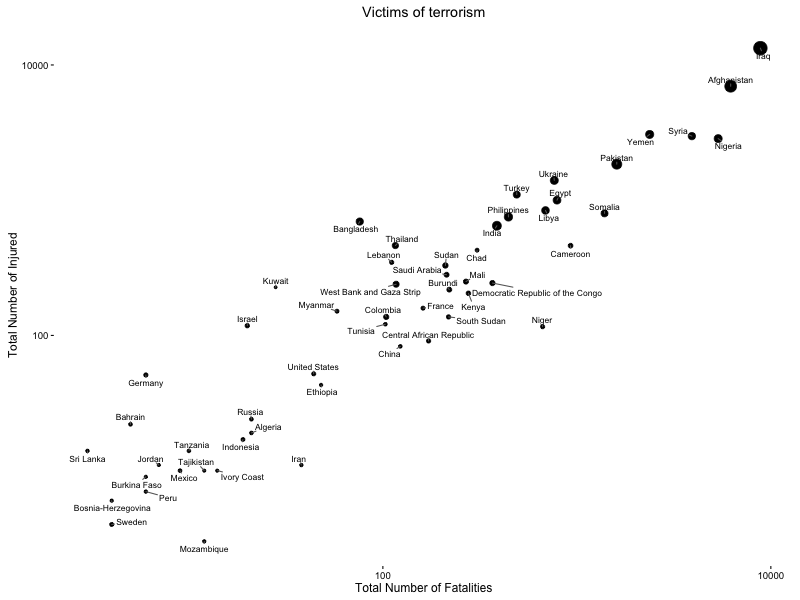 Victims of terrorism
10000
Iraq
Afghanistan
Yemen
Syria
Nigeria
Pakistan
Ukraine
Turkey
Egypt
Philippines
Libya
Somalia
India
Bangladesh
Thailand
Cameroon
Lebanon
Sudan
Chad
Saudi Arabia
Mali
Kuwait
West Bank and Gaza Strip
Burundi
Democratic Republic of the Congo
Myanmar
Colombia
France
Kenya
Israel
Tunisia
South Sudan
Niger
100
Central African Republic
China
Total Number of Injured
United States
Germany
Ethiopia
Bahrain
Russia
Algeria
Sri Lanka
Tanzania
Indonesia
Jordan
Tajikistan
Iran
Burkina Faso
Mexico
Ivory Coast
Peru
Bosnia-Herzegovina
Sweden
Mozambique
100
10000
Total Number of Fatalities